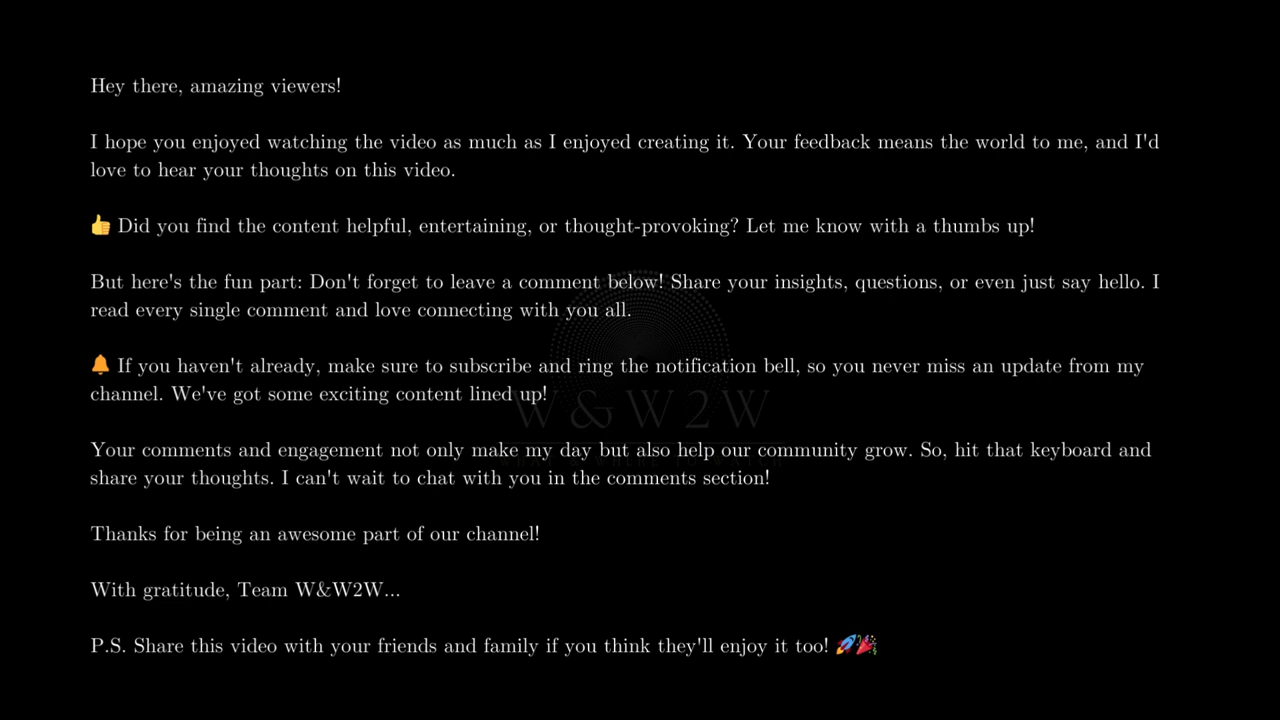 Hey there, amazing viewers!
I hope you enjoyed watching the video as much as I enjoyed creating it. Your feedback means the world to me, and I'd
love to hear your thoughts on this video.
👍 Did you find the content helpful, entertaining, or thought-provoking? Let me know with a thumbs up!
But here's the fun part: Don't forget to leave a comment below! Share your insights, questions, or even just say hello. I
read every single comment and love connecting with you all.
🔔 If you haven't already, make sure to subscribe and ring the notification bell, so you never miss an update from my
channel. We've got some exciting content lined up!
W&W2W
Your comments and engagement not only make my day but also help our community grow. So, hit that keyboard and
share your thoughts. I can't wait to chat with you in the comments section!
Thanks for being an awesome part of our channel!
With gratitude, Team W&W2W...
P.S. Share this video with your friends and family if you think they'll enjoy it too! 🚀🎉